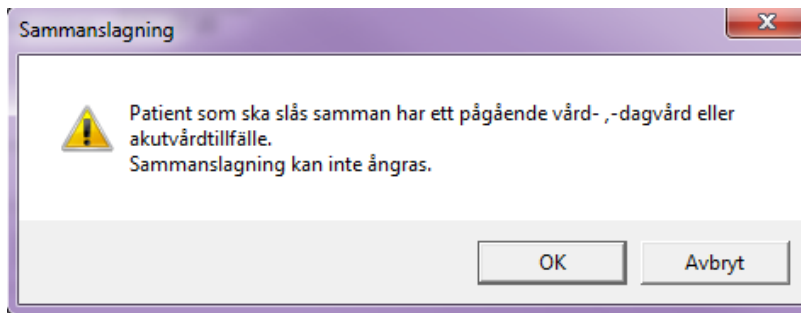 Sammanslagning
Patient som ska slås samman har ett pågående vård- ,-dagvård eller
akutvårdtillfälle.
Sammanslagning kan inte ångras.
OK
Avbryt